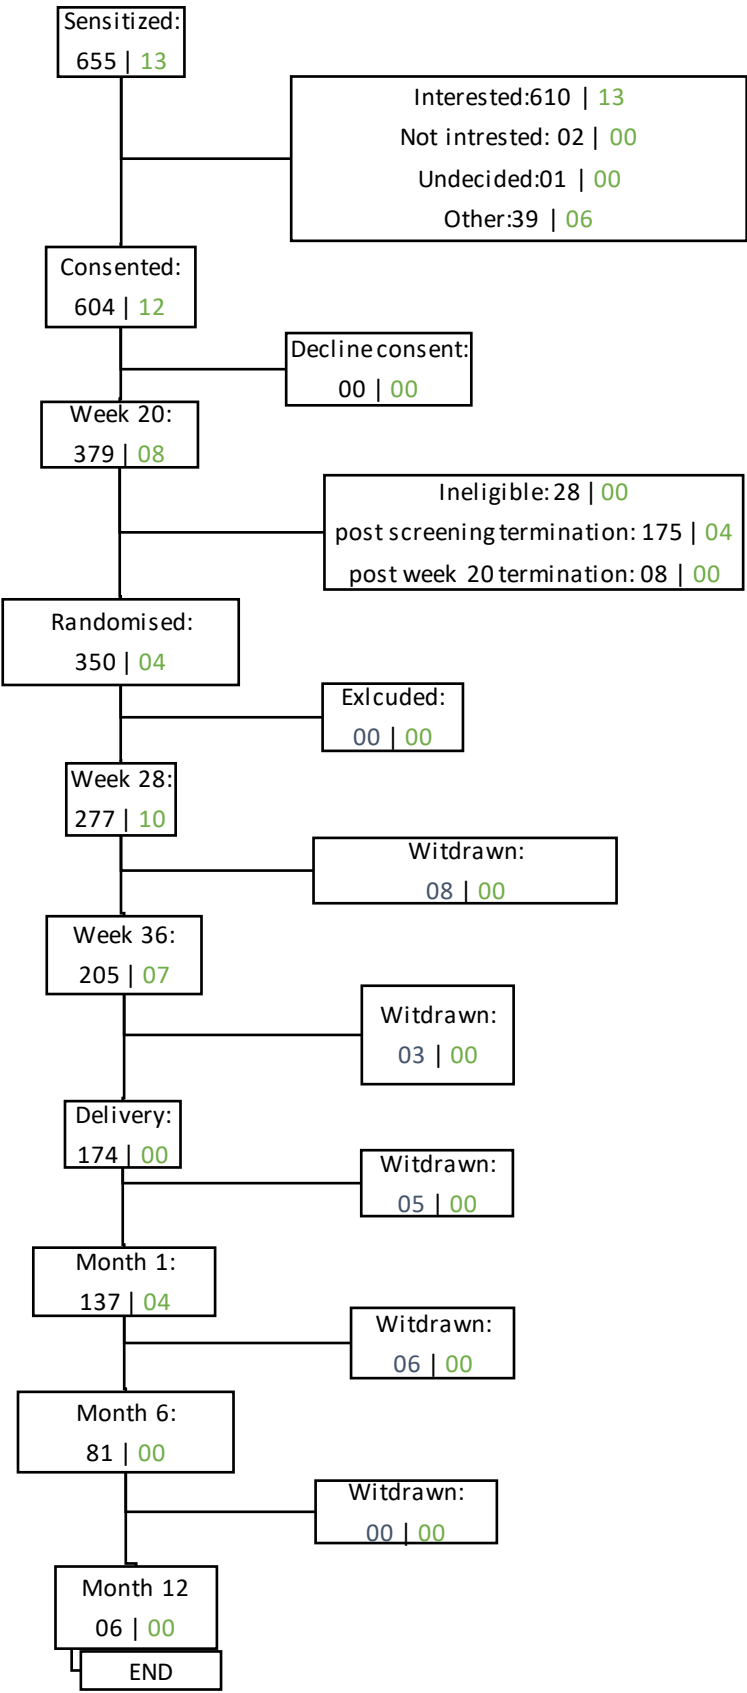 Sensitized:
655 | 13
Interested:610 | 13
Not intrested: 02 | 00
Undecided:01 | 00
Other:39 | 06
Consented:
604 | 12
Decline consent:
00 | 00
Week 20:
379 | 08
Ineligible: 28 | 00
post screening termination: 175 | 04
post week 20 termination: 08 | 00
Randomised:
350 | 04
Exlcuded:
00 | 00
Week 28:
277 | 10
Witdrawn:
08 | 00
Week 36:
205 | 07
Witdrawn:
03 | 00
Delivery:
174 | 00
Witdrawn:
05 | 00
Month 1:
137 | 04
Witdrawn:
06 | 00
Month 6:
81 | 00
Witdrawn:
00 | 00
Month 12
06 | 00
END